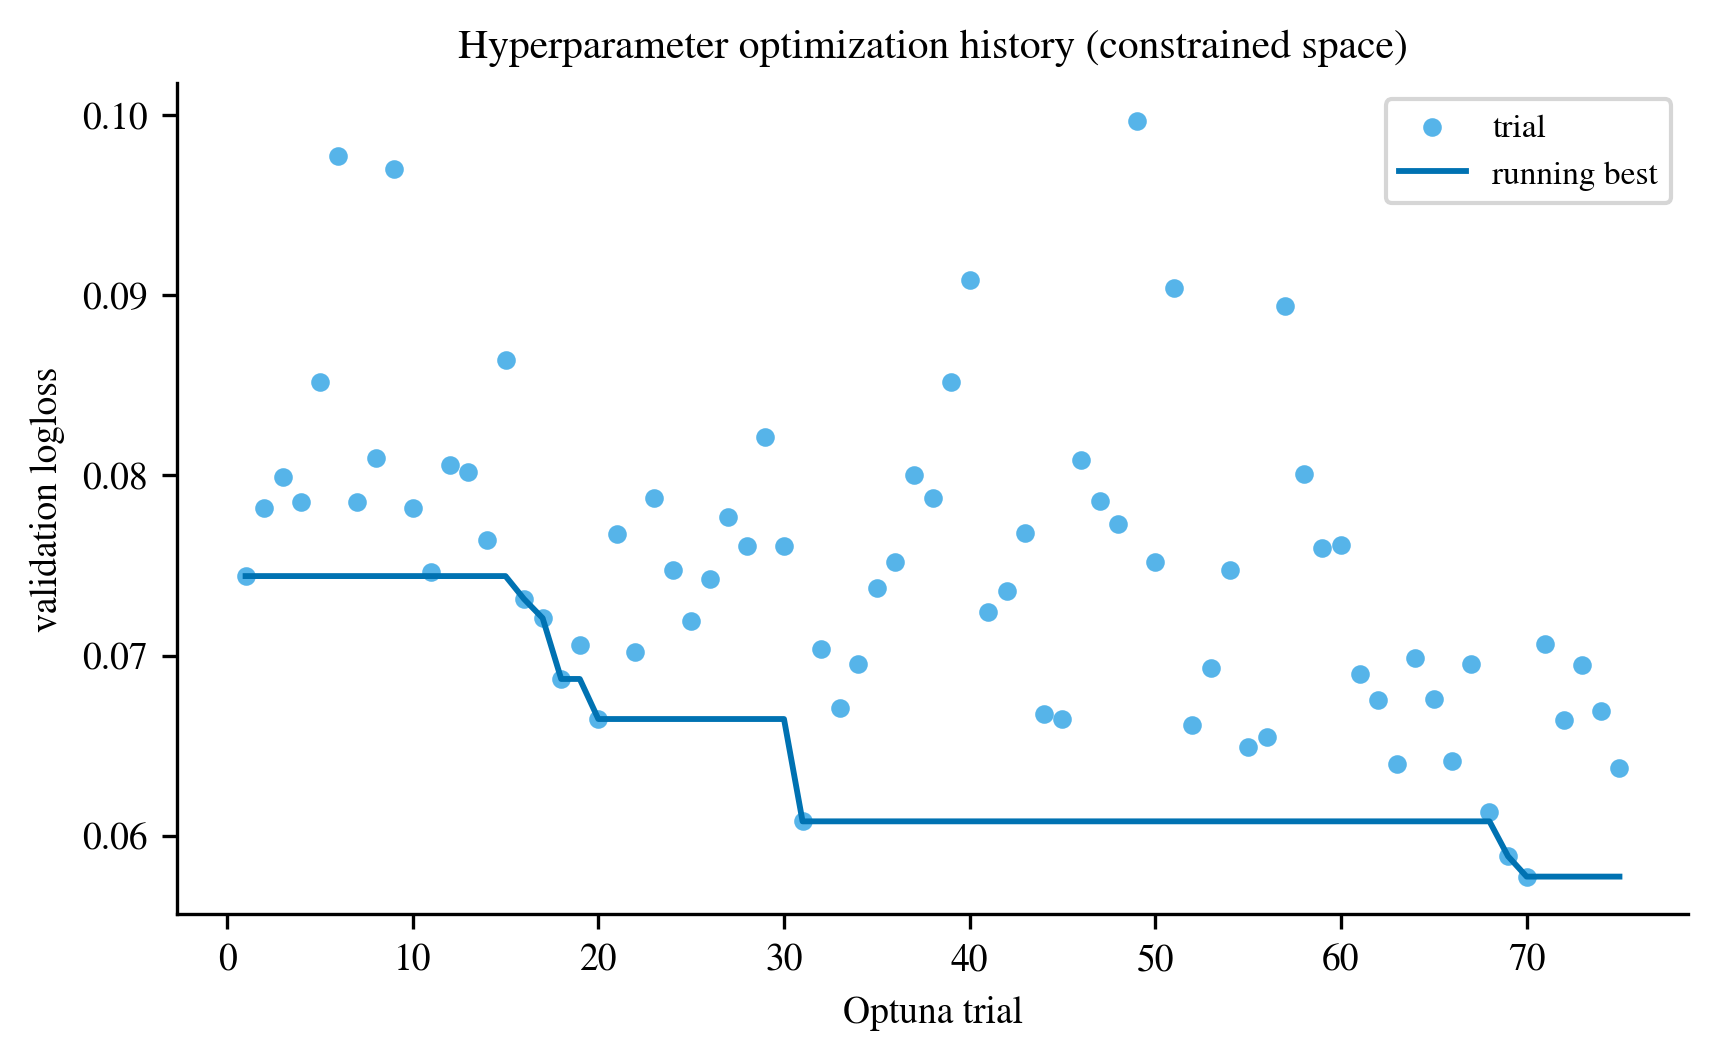 Hyperparameter optimization history (constrained space)
trial
running best
validation logloss
0.10
0.09
0.08
0.07
0.06
0 10 20 30 40 50 60 70
Optuna trial